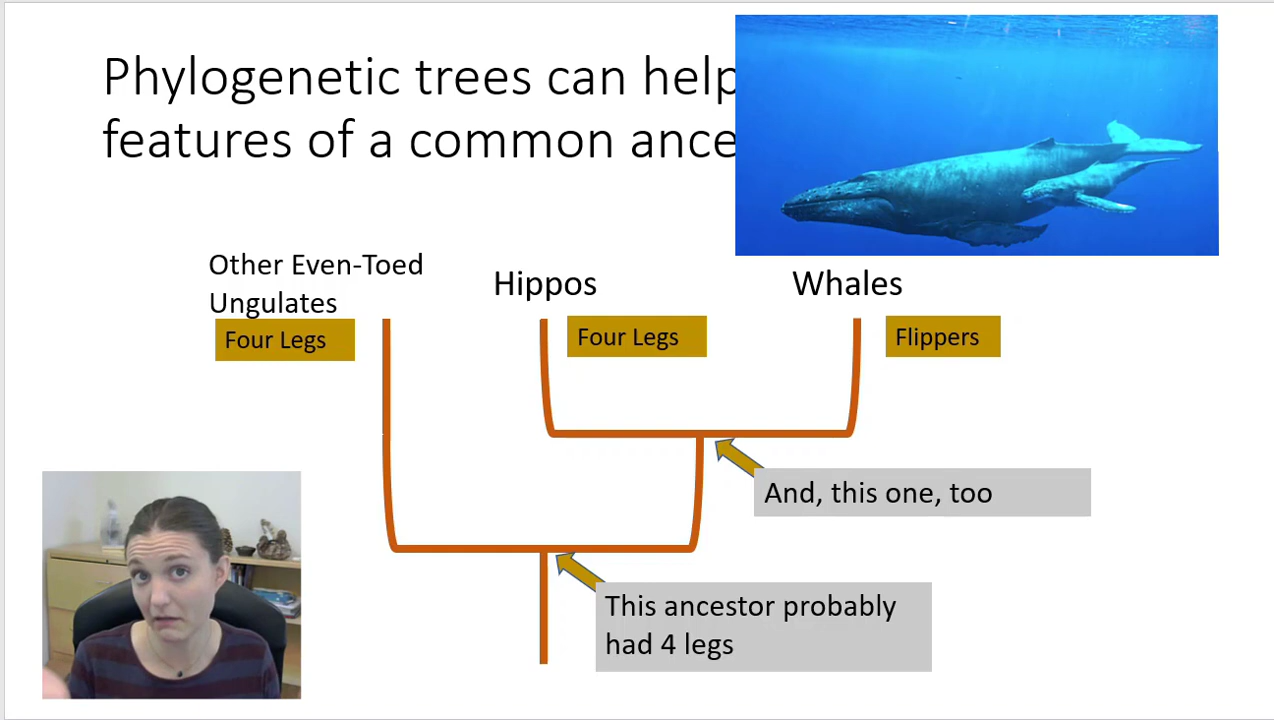 Phylogenetic trees can help
features of a common ance
Other Even-Toed
Ungulates
Four Legs
Hippos
Four Legs
Whales
Flippers
And, this one, too
This ancestor probably
had 4 legs